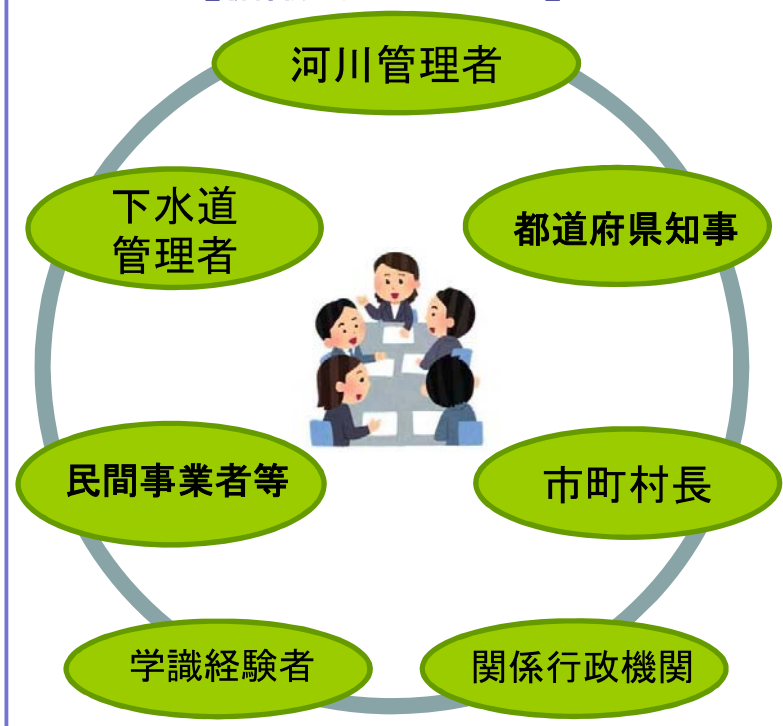 河川管理者
下水道
管理者
都道府県知事
民間事業者等
市町村長
学識経験者
関係行政機関